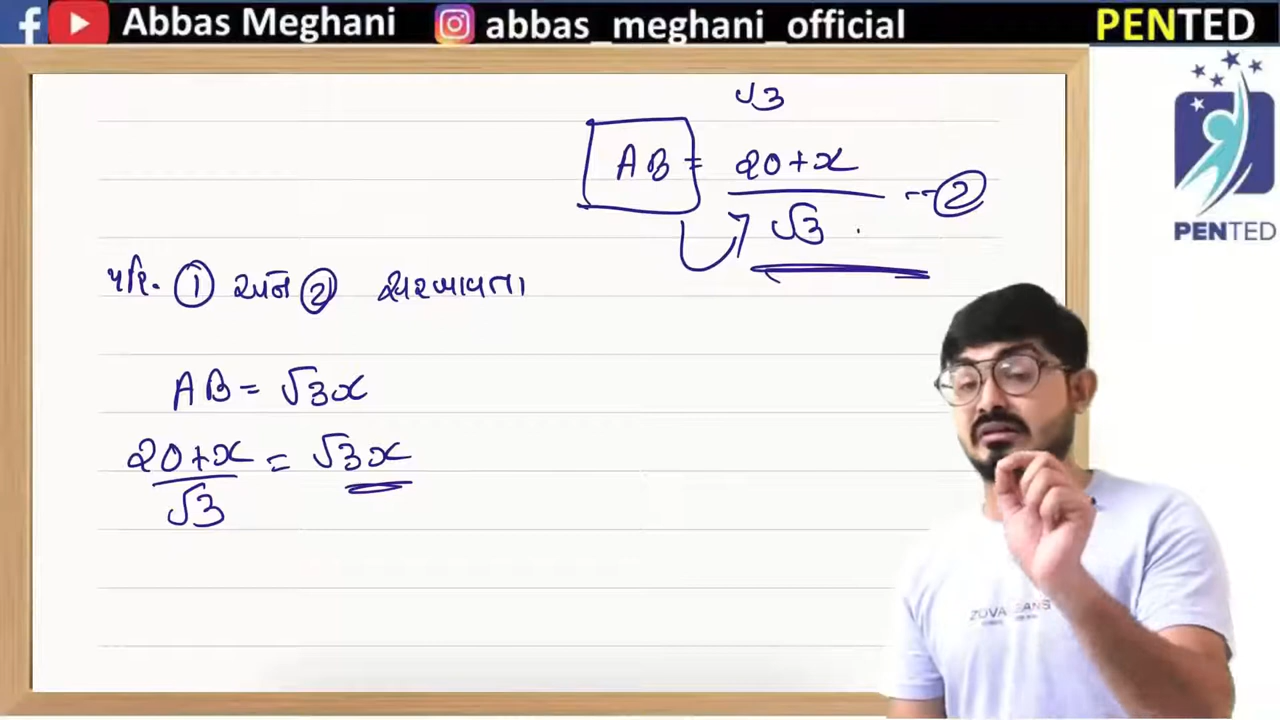 Abbas Meghani abbas_meghani_official PENTED
√3
AB = 20+x / √3 --②
PENTED
પરિ. ① અને ② સરખાવતા
AB = √3x
20+x / √3 = √3x